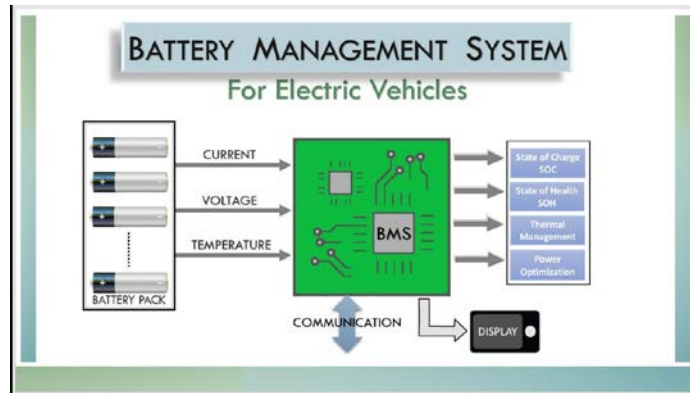 BATTERY MANAGEMENT SYSTEM
For Electric Vehicles
CURRENT
VOLTAGE
TEMPERATURE
BATTERY PACK
BMS
State of Charge
SOC
State of Health
SOH
Thermal
Management
Power
Optimization
COMMUNICATION
DISPLAY